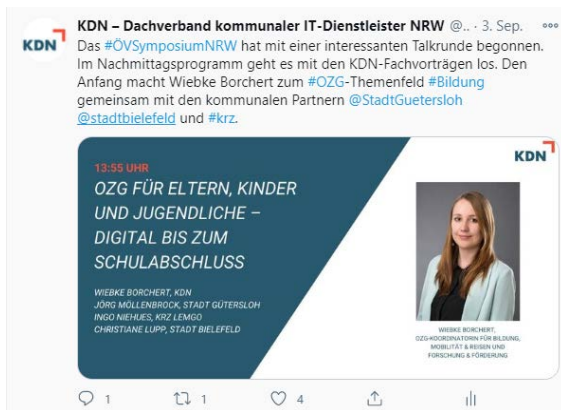 KDN – Dachverband kommunaler IT-Dienstleister NRW @.. · 3. Sep.
KDN
Das #ÖVSymposiumNRW hat mit einer interessanten Talkrunde begonnen.
Im Nachmittagsprogramm geht es mit den KDN-Fachvorträgen los. Den
Anfang macht Wiebke Borchert zum #OZG-Themenfeld #Bildung
gemeinsam mit den kommunalen Partnern @StadtGuetersloh
@stadtbielefeld und #krz.
KDN
13:55 UHR
OZG FÜR ELTERN, KINDER
UND JUGENDLICHE –
DIGITAL BIS ZUM
SCHULABSCHLUSS
WIEBKE BORCHERT, KDN
JÖRG MÖLLENBROCK, STADT GÜTERSLOH
INGO NIEHUES, KRZ LEMGO
CHRISTIANE LUPP, STADT BIELEFELD
WIEBKE BORCHERT,
OZG-KOORDINATORIN FÜR BILDUNG,
MOBILITÄT & REISEN UND
FORSCHUNG & FÖRDERUNG
1 1 4